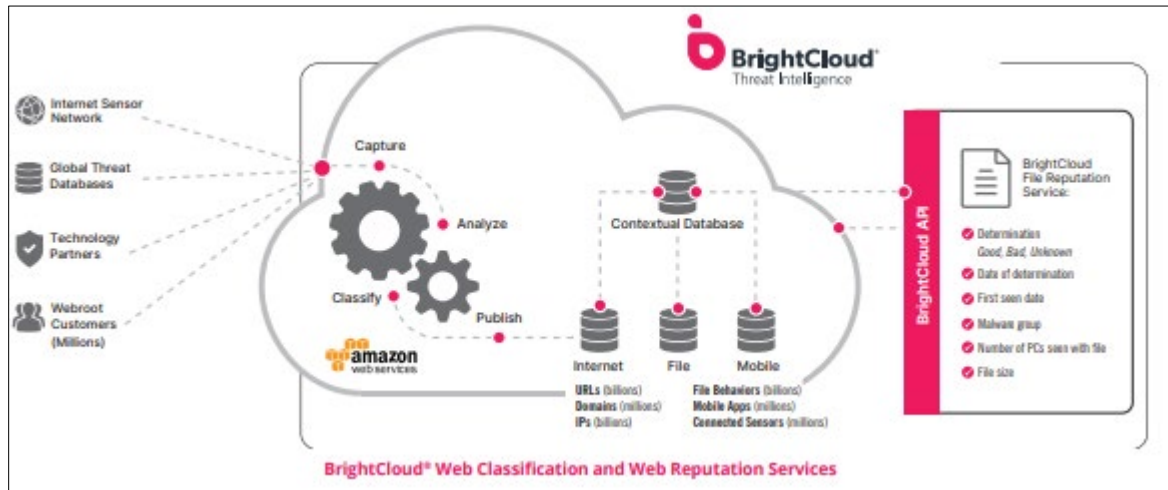 BrightCloud®
Threat Intelligence
Internet Sensor
Network
Global Threat
Databases
Technology
Partners
Webroot
Customers
(Millions)
Capture
Analyze
Classify
Publish
amazon
web services
Contextual Database
Internet
File
Mobile
URLs (billions)
Domains (millions)
IPs (billions)
File Behaviors (billions)
Mobile Apps (millions)
Connected Sensors (millions)
BrightCloud API
BrightCloud
File Reputation
Service:
Determination
Good, Bad, Unknown
Date of determination
First seen date
Malware group
Number of PCs seen with file
File size
BrightCloud® Web Classification and Web Reputation Services